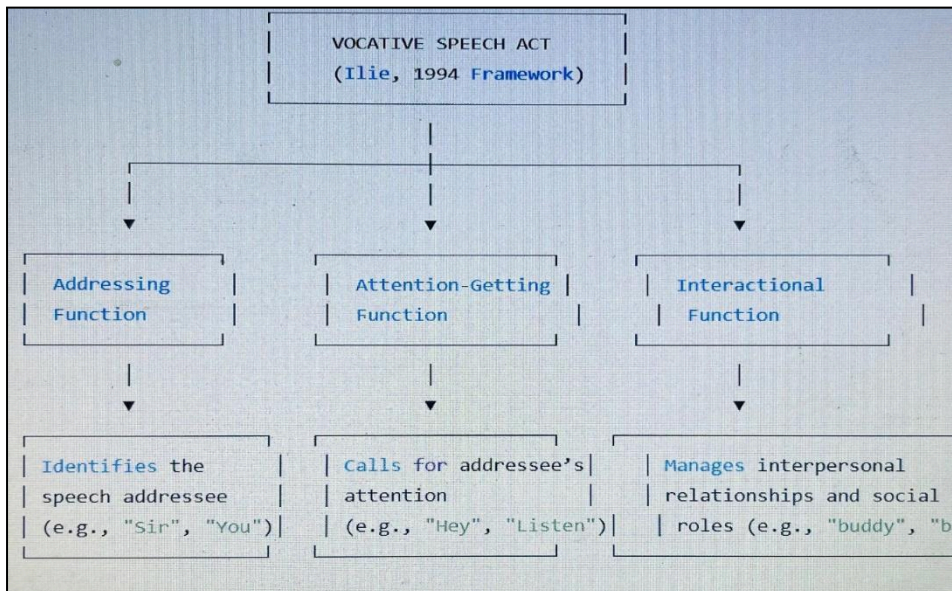 VOCATIVE SPEECH ACT
(Ilie, 1994 Framework)
Addressing
Function
Attention-Getting
Function
Interactional
Function
Identifies the
speech addressee
(e.g., "Sir", "You")
Calls for addressee's
attention
(e.g., "Hey", "Listen")
Manages interpersonal
relationships and social
roles (e.g., "buddy",